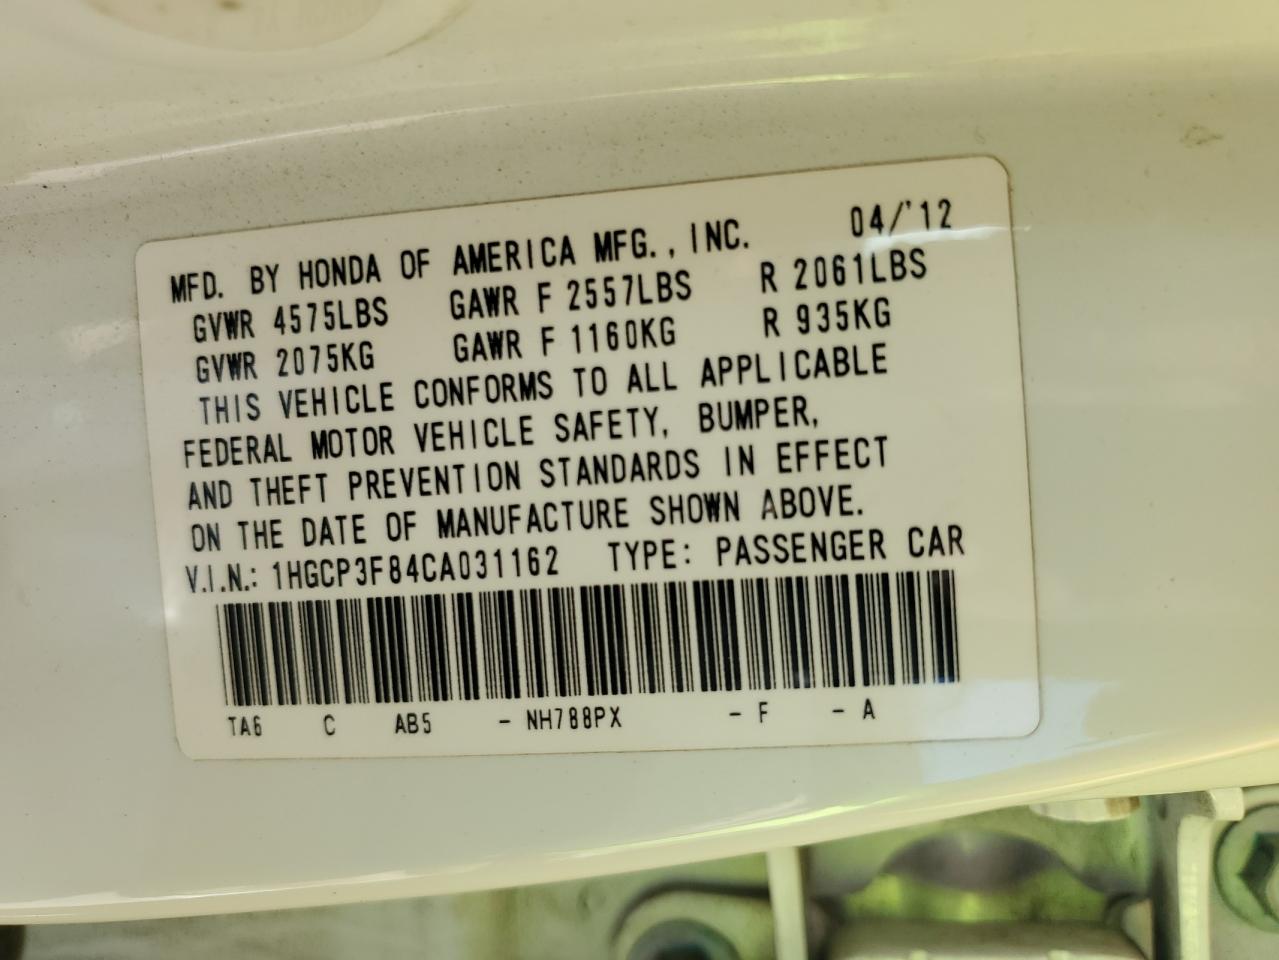 MFD. BY HONDA OF AMERICA MFG., INC. 04/'12
GVWR 4575LBS GAWR F 2557LBS R 2061LBS
GVWR 2075KG GAWR F 1160KG R 935KG
THIS VEHICLE CONFORMS TO ALL APPLICABLE
FEDERAL MOTOR VEHICLE SAFETY, BUMPER,
AND THEFT PREVENTION STANDARDS IN EFFECT
ON THE DATE OF MANUFACTURE SHOWN ABOVE.
V.I.N.: 1HGCP3F84CA031162 TYPE: PASSENGER CAR
TA6 C AB5 - NH788PX - F - A